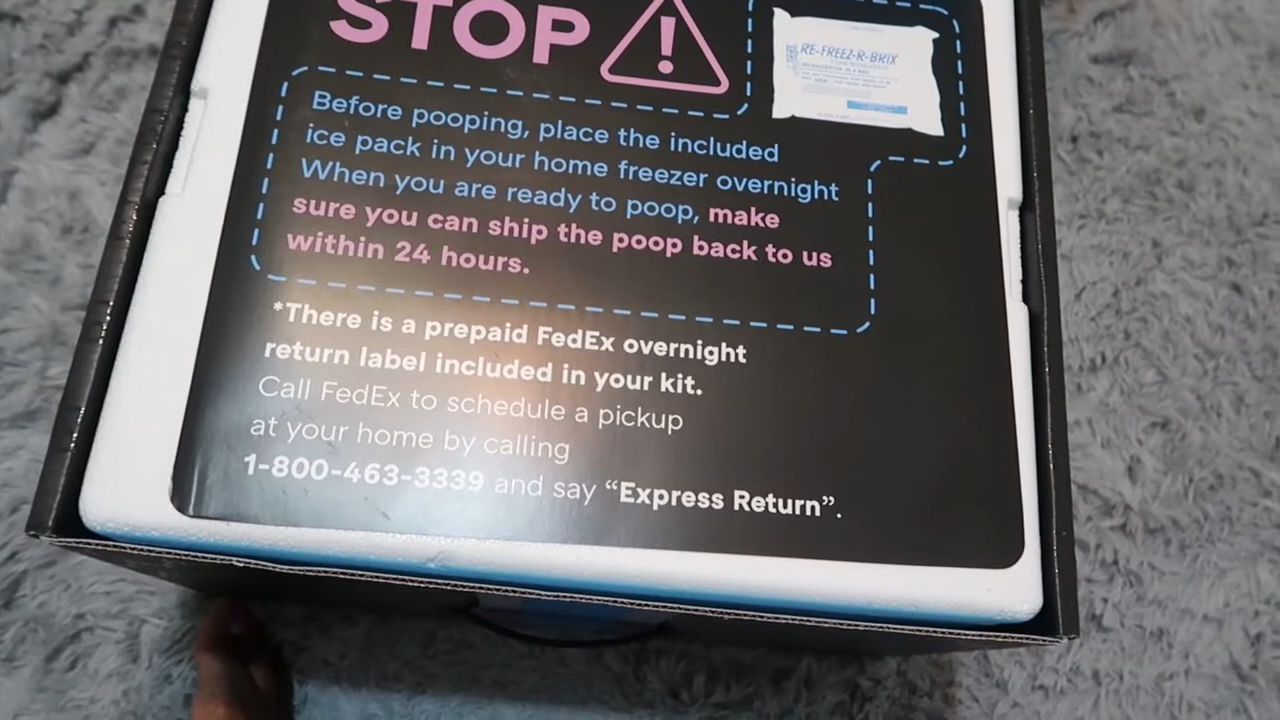 STOP
RE-FREEZ-R-BRIX
Before pooping, place the included
ice pack in your home freezer overnight
When you are ready to poop, make
sure you can ship the poop back to us
within 24 hours.
*There is a prepaid FedEx overnight
return label included in your kit.
Call FedEx to schedule a pickup
at your home by calling
1-800-463-3339 and say “Express Return”.